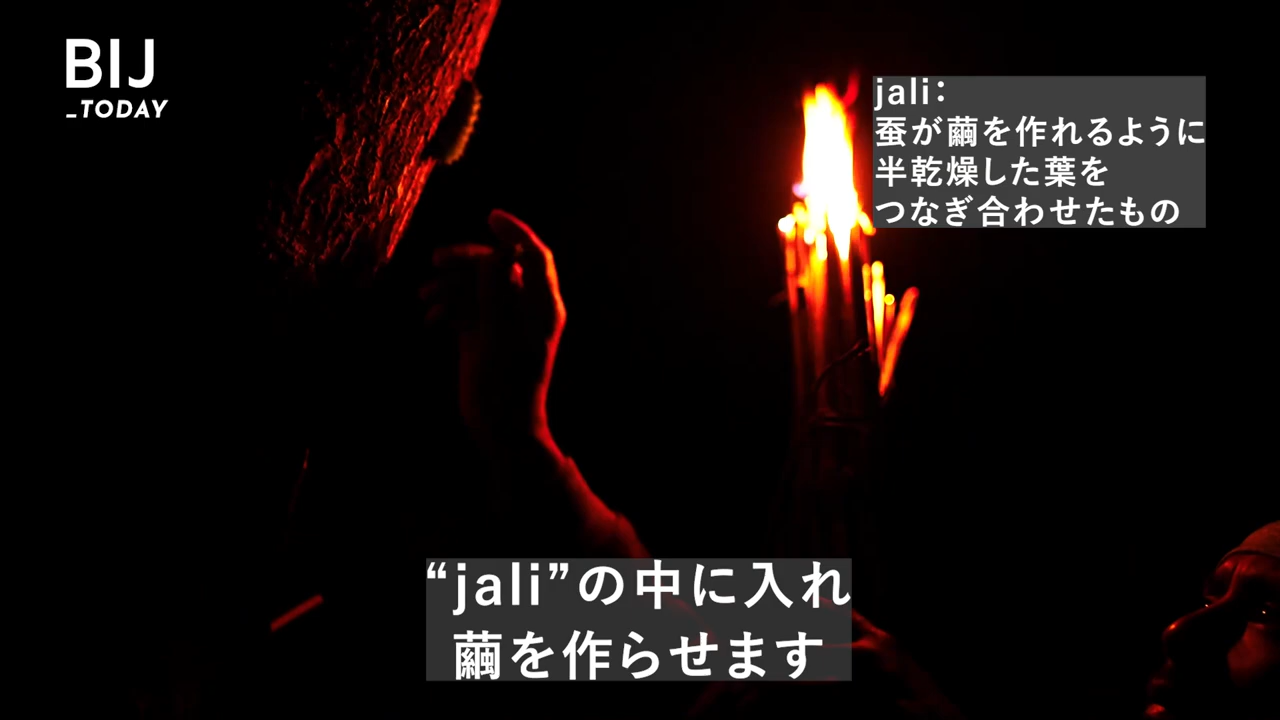 BIJ
_TODAY
jali：
蚕が繭を作れるように
半乾燥した葉を
つなぎ合わせたもの
“jali”の中に入れ
繭を作らせます